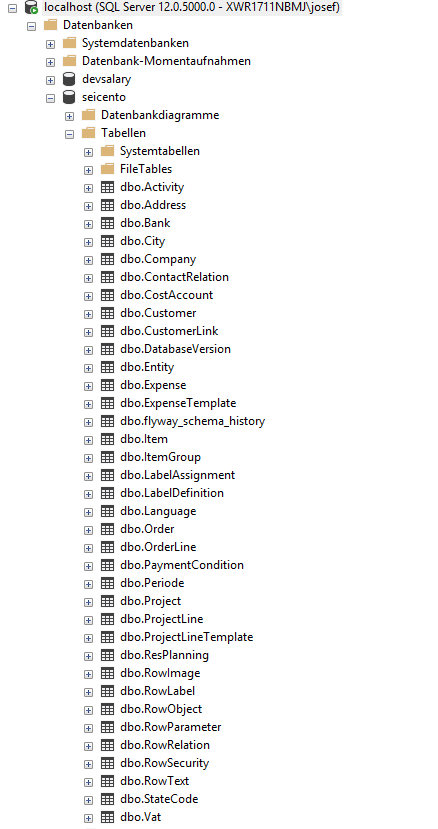 localhost (SQL Server 12.0.5000.0 - XWR1711NBMJ\josef)
Datenbanken
Systemdatenbanken
Datenbank-Momentaufnahmen
devsalary
seicento
Datenbankdiagramme
Tabellen
Systemtabellen
FileTables
dbo.Activity
dbo.Address
dbo.Bank
dbo.City
dbo.Company
dbo.ContactRelation
dbo.CostAccount
dbo.Customer
dbo.CustomerLink
dbo.DatabaseVersion
dbo.Entity
dbo.Expense
dbo.ExpenseTemplate
dbo.flyway_schema_history
dbo.Item
dbo.ItemGroup
dbo.LabelAssignment
dbo.LabelDefinition
dbo.Language
dbo.Order
dbo.OrderLine
dbo.PaymentCondition
dbo.Periode
dbo.Project
dbo.ProjectLine
dbo.ProjectLineTemplate
dbo.ResPlanning
dbo.RowImage
dbo.RowLabel
dbo.RowObject
dbo.RowParameter
dbo.RowRelation
dbo.RowSecurity
dbo.RowText
dbo.StateCode
dbo.Vat